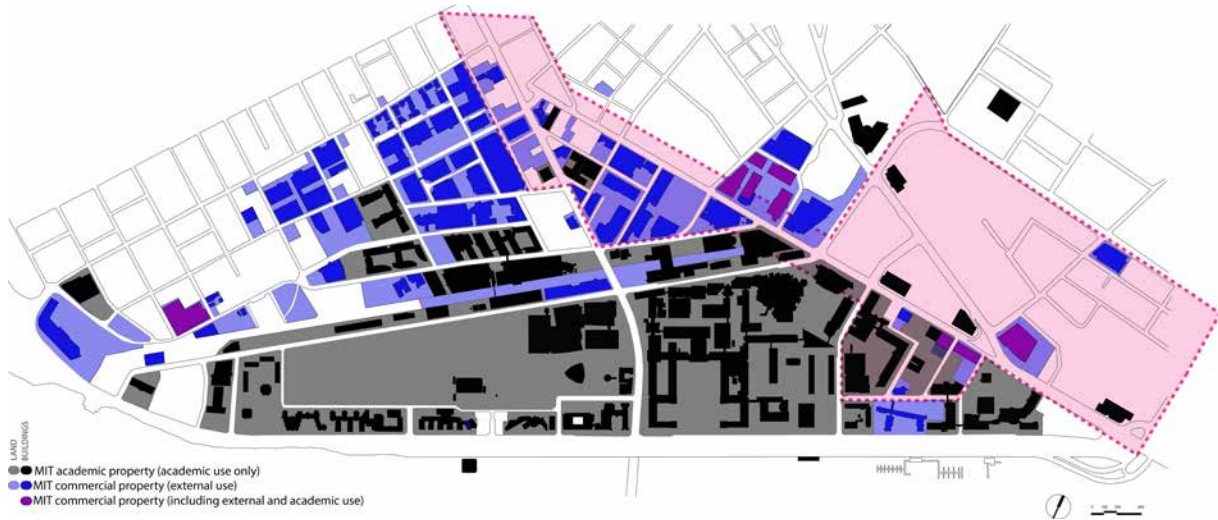 LAND
BUILDINGS
MIT academic property (academic use only)
MIT commercial property (external use)
MIT commercial property (including external and academic use)